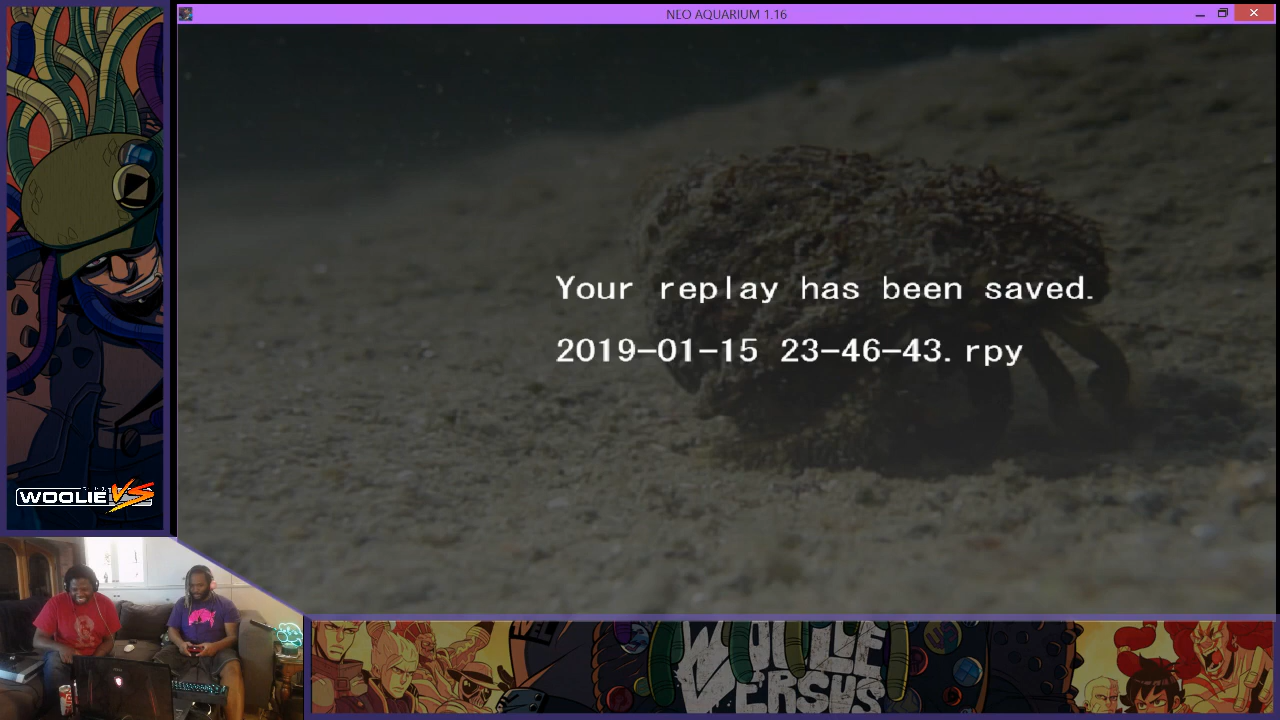 NEO AQUARIUM 1.16
Your replay has been saved.
2019-01-15 23-46-43.rpy
WOOLIE VS
WOOLIE
VERSUS